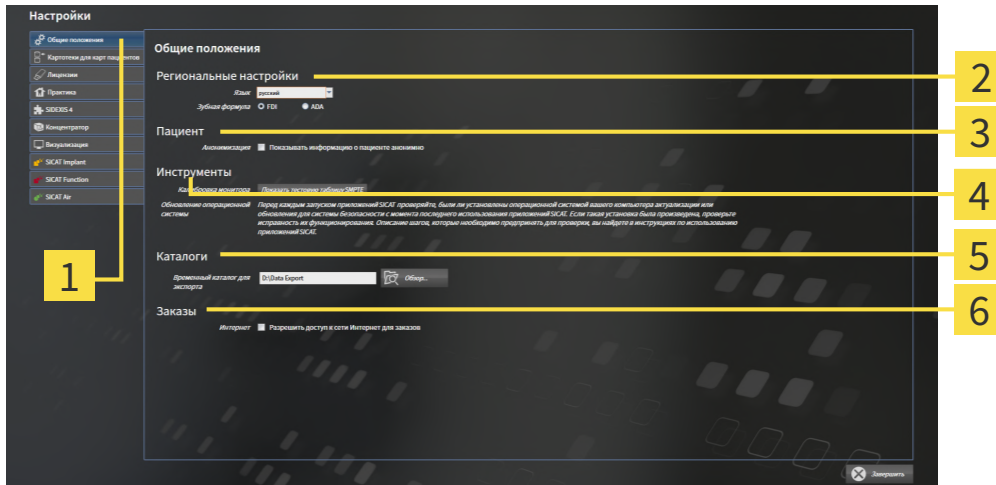 Настройки
Общие положения
Картотеки для карт пациентов
Лицензии
Практика
SIDEXIS 4
Концентратор
Визуализация
SICAT Implant
SICAT Function
SICAT Air
1
Общие положения
Региональные настройки
Язык русский
Зубная формула FDI ADA
Пациент
Анонимизация Показывать информацию о пациенте анонимно
Инструменты
Калибровка монитора Показать тестовую таблицу SMPTE
Обновление операционной системы
Перед каждым запуском приложений SICAT проверяйте, были ли установлены операционной системой вашего компьютера актуализации или
обновления для системы безопасности с момента последнего использования приложений SICAT. Если такая установка была произведена, проверьте
исправность их функционирования. Описание шагов, которые необходимо предпринять для проверки, вы найдете в инструкциях по использованию
приложений SICAT.
Каталоги
Временный каталог для экспорта
D:\Data Export Обзор...
Заказы
Интернет Разрешить доступ к сети Интернет для заказов
Завершить
2
3
4
5
6